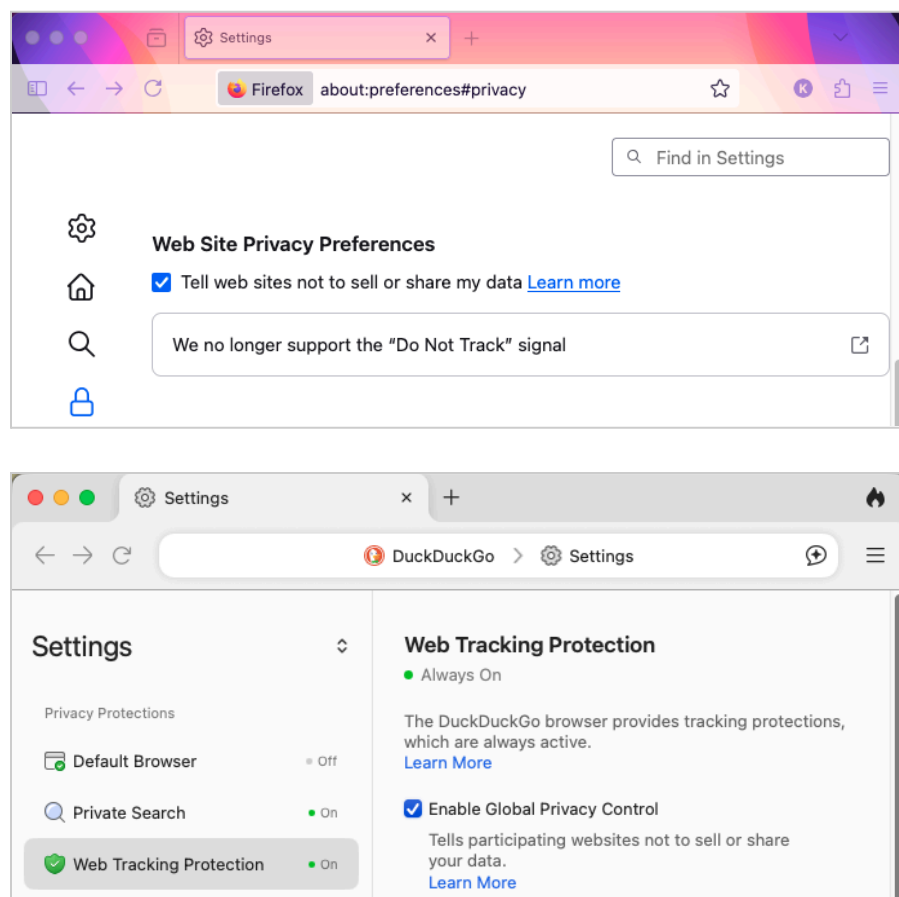 Settings
Firefox about:preferences#privacy
K
Find in Settings
Web Site Privacy Preferences
Tell web sites not to sell or share my data Learn more
We no longer support the “Do Not Track” signal
Settings
DuckDuckGo > Settings
Settings
Privacy Protections
Default Browser Off
Private Search On
Web Tracking Protection On
Web Tracking Protection
Always On
The DuckDuckGo browser provides tracking protections,
which are always active.
Learn More
Enable Global Privacy Control
Tells participating websites not to sell or share
your data.
Learn More